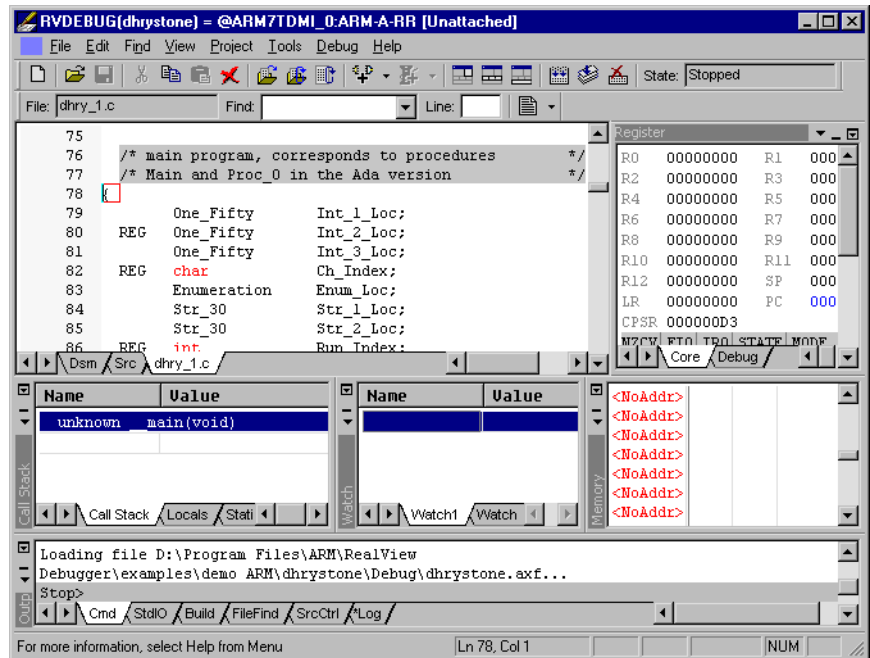 RVDEBUG(dhrystone) = @ARM7TDMI_0:ARM-A-RR [Unattached]
File Edit Find View Project Tools Debug Help
State: Stopped
File: dhry_1.c Find: Line:
75
76 /* main program, corresponds to procedures */
77 /* Main and Proc_0 in the Ada version */
78 {
79 One_Fifty Int_1_Loc;
80 REG One_Fifty Int_2_Loc;
81 One_Fifty Int_3_Loc;
82 REG char Ch_Index;
83 Enumeration Enum_Loc;
84 Str_30 Str_1_Loc;
85 Str_30 Str_2_Loc;
86 REG int Run_Index;
Dsm Src dhry_1.c
Register
R0 00000000 R1 000
R2 00000000 R3 000
R4 00000000 R5 000
R6 00000000 R7 000
R8 00000000 R9 000
R10 00000000 R11 000
R12 00000000 SP 000
LR 00000000 PC 000
CPSR 000000D3
NZCV FIQ IRQ STATE MODE
Core Debug
Name Value
unknown __main(void)
Call Stack
Call Stack Locals Stati
Name Value
Watch
Watch1 Watch
<NoAddr>
<NoAddr>
<NoAddr>
<NoAddr>
<NoAddr>
<NoAddr>
<NoAddr>
Memory
Loading file D:\Program Files\ARM\RealView
Debugger\examples\demo ARM\dhrystone\Debug\dhrystone.axf...
Stop>
Outp
Cmd StdIO Build FileFind SrcCtrl *Log
For more information, select Help from Menu Ln 78, Col 1 NUM